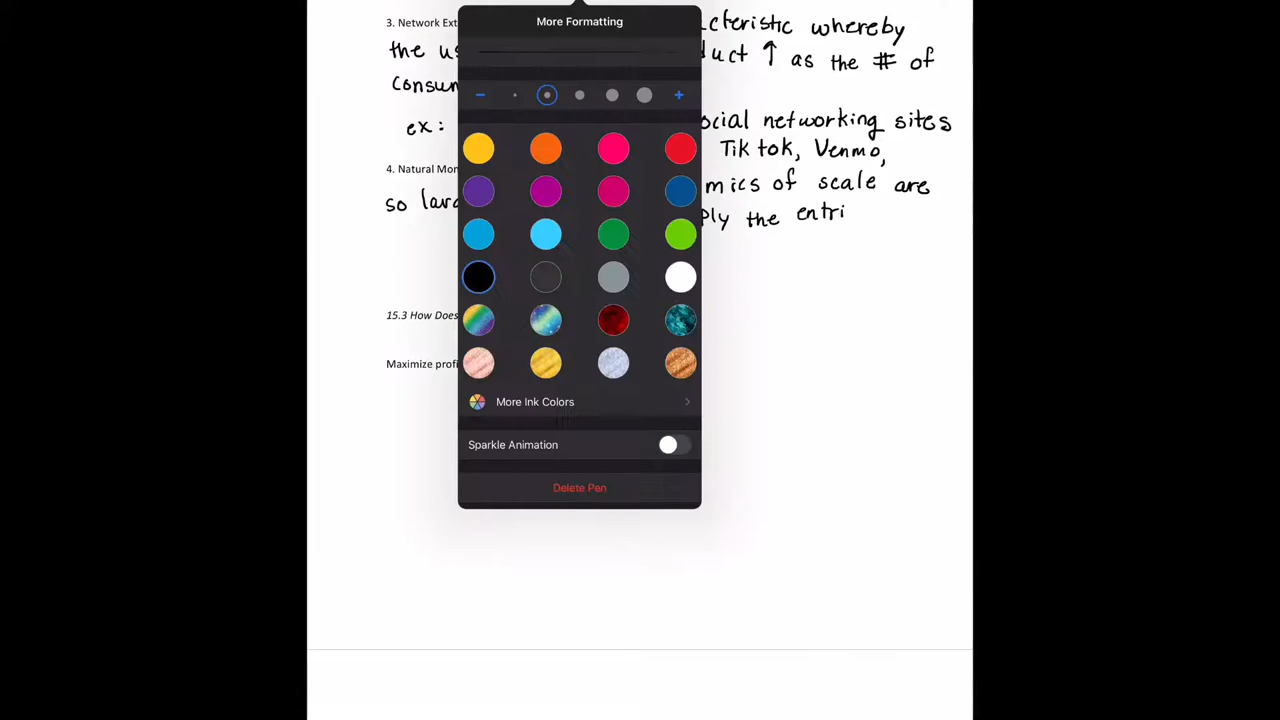 More Formatting
3. Network Ext
cteristic whereby
the us
duct ↑ as the # of
consum
ex:
ocial networking sites
Tik tok, Venmo,
4. Natural Mon
mics of scale are
so larg
ply the entri
15.3 How Does
Maximize profi
More Ink Colors
Sparkle Animation
Delete Pen